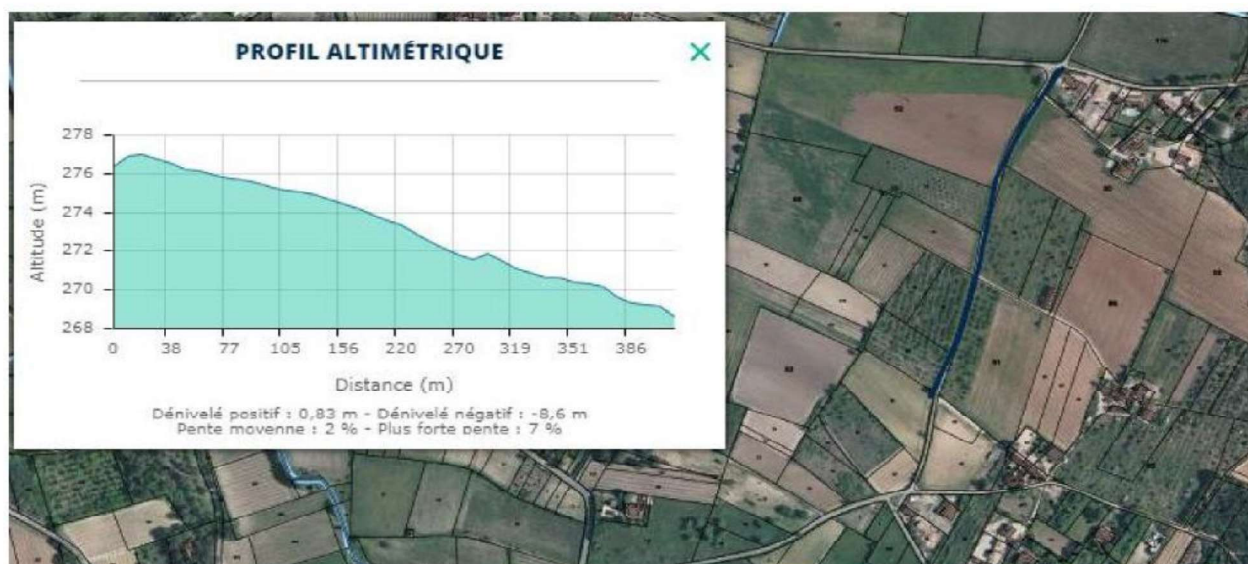 PROFIL ALTIMÉTRIQUE
×
278
276
274
272
270
268
Altitude (m)
0 38 77 105 156 220 270 319 351 386
Distance (m)
Dénivelé positif : 0,83 m - Dénivelé négatif : -8,6 m
Pente moyenne : 2 % - Plus forte pente : 7 %